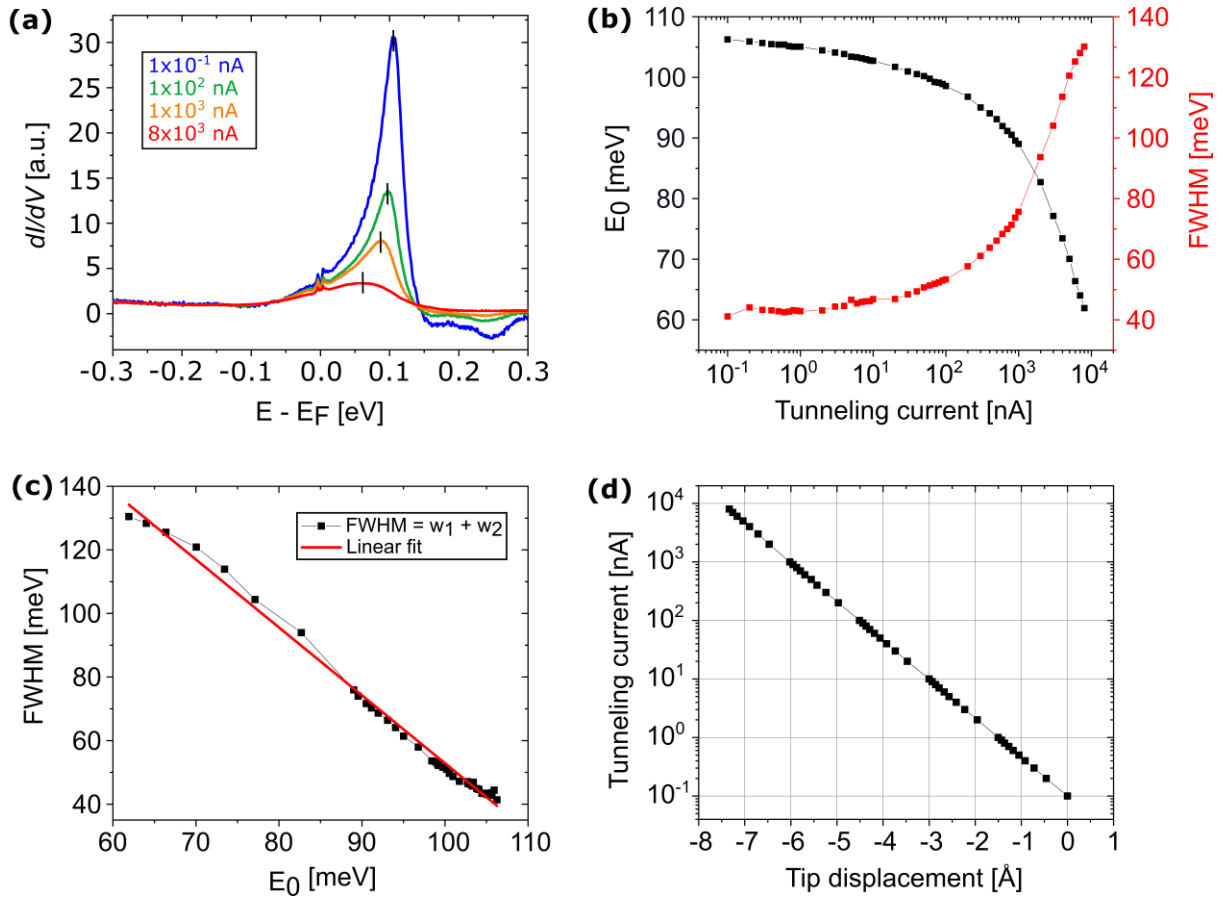 (a)
30
25
20
15
10
5
0
dI/dV [a.u.]
1x10⁻¹ nA
1x10² nA
1x10³ nA
8x10³ nA
-0.3 -0.2 -0.1 0.0 0.1 0.2 0.3
E - E_F [eV]
(b)
110
100
90
80
70
60
E₀ [meV]
140
120
100
80
60
40
FWHM [meV]
10⁻¹ 10⁰ 10¹ 10² 10³ 10⁴
Tunneling current [nA]
(c)
140
120
100
80
60
40
FWHM [meV]
FWHM = w₁ + w₂
Linear fit
60 70 80 90 100 110
E₀ [meV]
(d)
10⁴
10³
10²
10¹
10⁰
10⁻¹
Tunneling current [nA]
-8 -7 -6 -5 -4 -3 -2 -1 0 1
Tip displacement [Å]